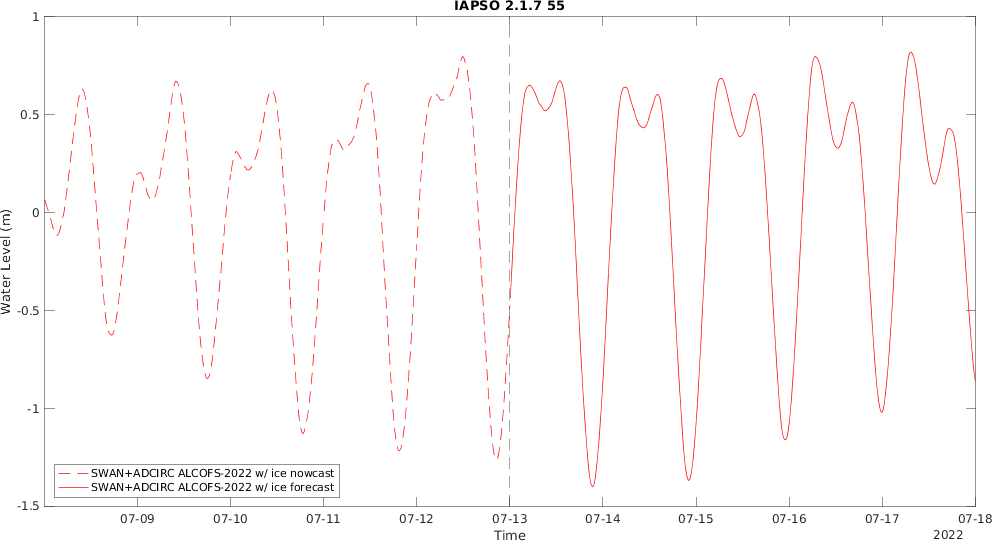 IAPSO 2.1.7 55
1
0.5
0
-0.5
-1
-1.5
Water Level (m)
SWAN+ADCIRC ALCOFS-2022 w/ ice nowcast
SWAN+ADCIRC ALCOFS-2022 w/ ice forecast
07-09 07-10 07-11 07-12 07-13 07-14 07-15 07-16 07-17 07-18
Time
2022